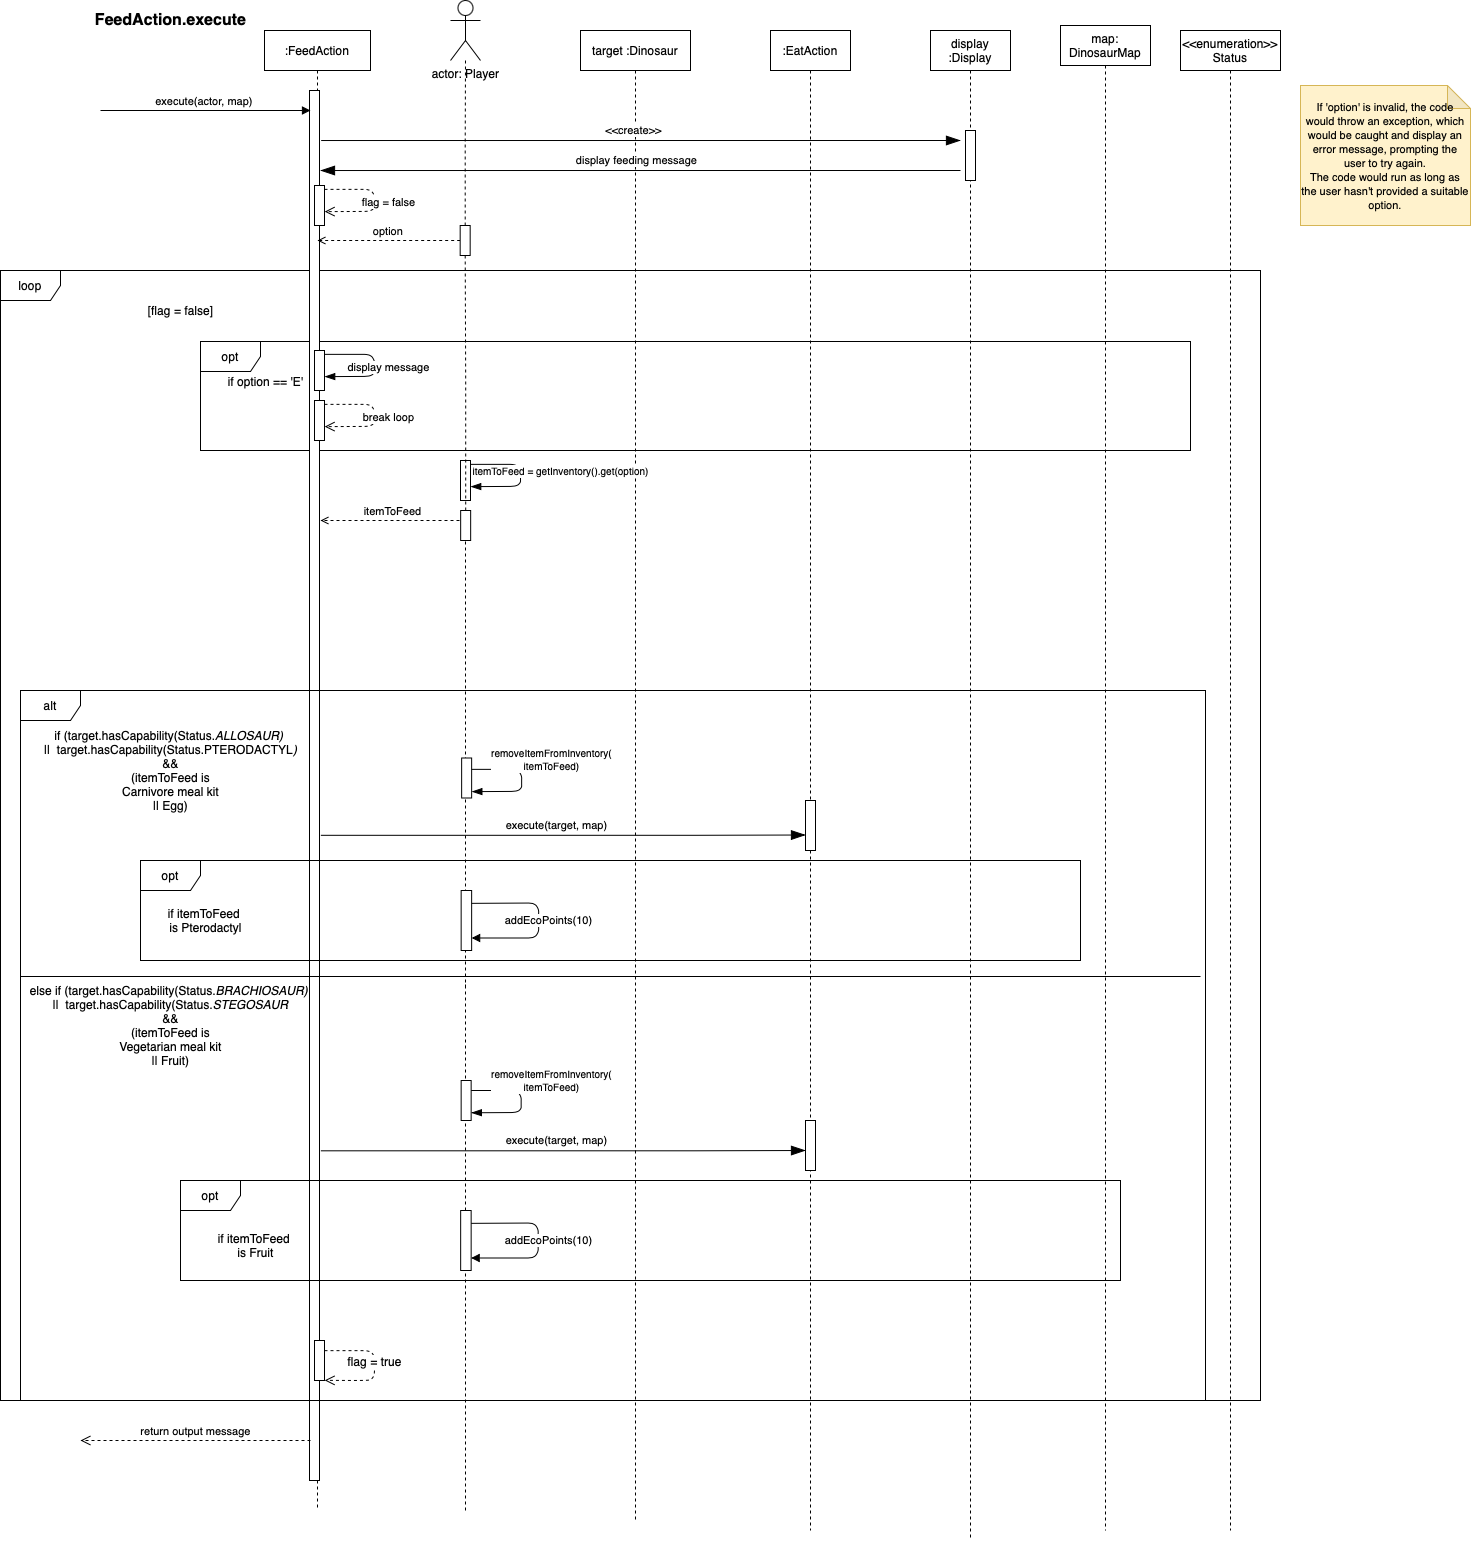 FeedAction.execute
:FeedAction
actor: Player
target :Dinosaur
:EatAction
display
:Display
map:
DinosaurMap
<<enumeration>>
Status
If 'option' is invalid, the code
would throw an exception, which
would be caught and display an
error message, prompting the
user to try again.
The code would run as long as
the user hasn't provided a suitable
option.
execute(actor, map)
<<create>>
display feeding message
flag = false
option
loop
[flag = false]
opt
if option == 'E'
display message
break loop
itemToFeed = getInventory().get(option)
itemToFeed
alt
if (target.hasCapability(Status.ALLOSAUR)
|| target.hasCapability(Status.PTERODACTYL)
&&
(itemToFeed is
Carnivore meal kit
|| Egg)
removeItemFromInventory(
itemToFeed)
execute(target, map)
opt
if itemToFeed
is Pterodactyl
addEcoPoints(10)
else if (target.hasCapability(Status.BRACHIOSAUR)
|| target.hasCapability(Status.STEGOSAUR
&&
(itemToFeed is
Vegetarian meal kit
|| Fruit)
removeItemFromInventory(
itemToFeed)
execute(target, map)
opt
if itemToFeed
is Fruit
addEcoPoints(10)
flag = true
return output message